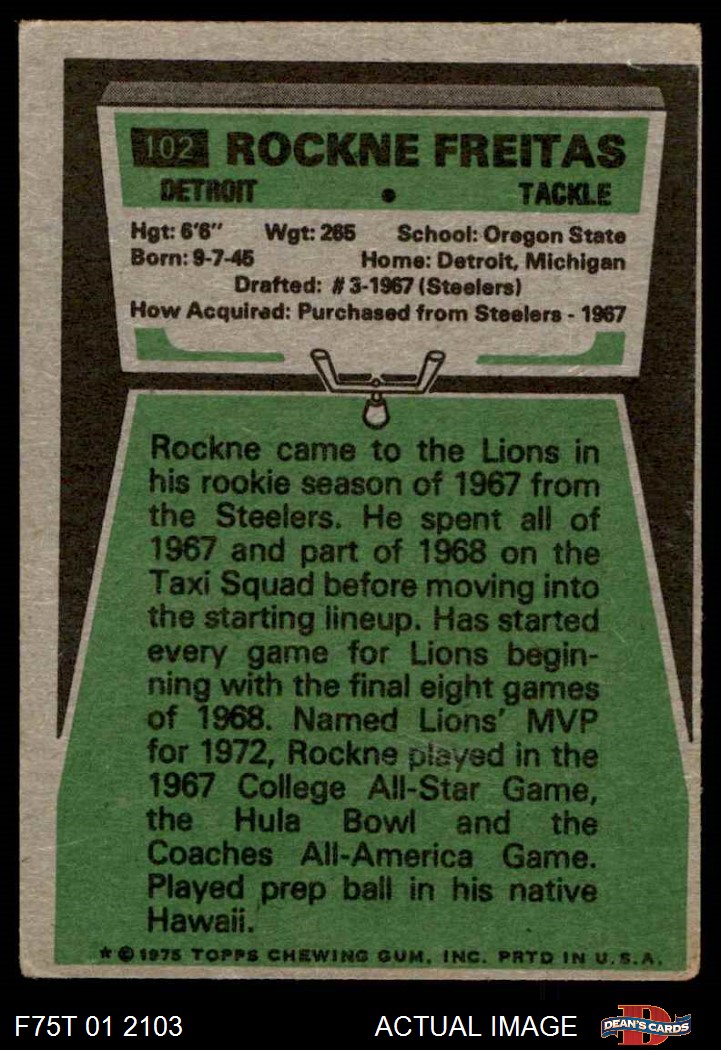 102 ROCKNE FREITAS
DETROIT • TACKLE
Hgt: 6'6" Wgt: 265 School: Oregon State
Born: 9-7-45 Home: Detroit, Michigan
Drafted: #3-1967 (Steelers)
How Acquired: Purchased from Steelers - 1967
Rockne came to the Lions in
his rookie season of 1967 from
the Steelers. He spent all of
1967 and part of 1968 on the
Taxi Squad before moving into
the starting lineup. Has started
every game for Lions begin-
ning with the final eight games
of 1968. Named Lions' MVP
for 1972, Rockne played in the
1967 College All-Star Game,
the Hula Bowl and the
Coaches All-America Game.
Played prep ball in his native
Hawaii.
* © 1975 TOPPS CHEWING GUM, INC. PRTD IN U.S.A.
F75T 01 2103 ACTUAL IMAGE DEAN'S CARDS